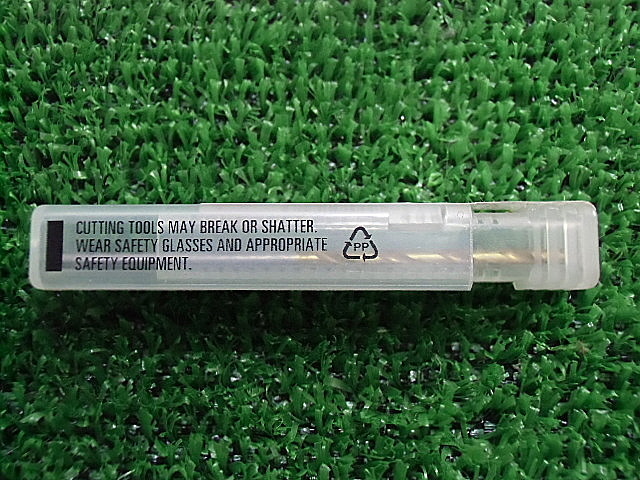 CUTTING TOOLS MAY BREAK OR SHATTER.
WEAR SAFETY GLASSES AND APPROPRIATE
SAFETY EQUIPMENT.
PP